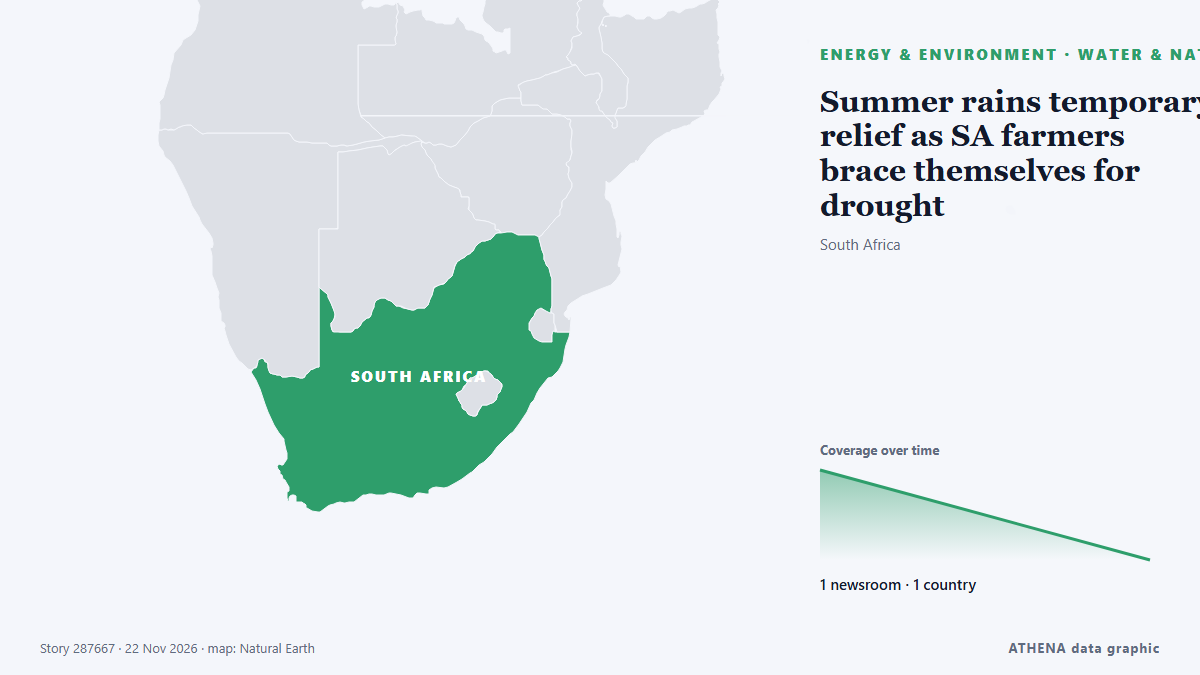 ENERGY & ENVIRONMENT · WATER & NAT
Summer rains temporary
relief as SA farmers
brace themselves for
drought
South Africa
SOUTH AFRICA
Coverage over time
1 newsroom · 1 country
Story 287667 · 22 Nov 2026 · map: Natural Earth
ATHENA data graphic